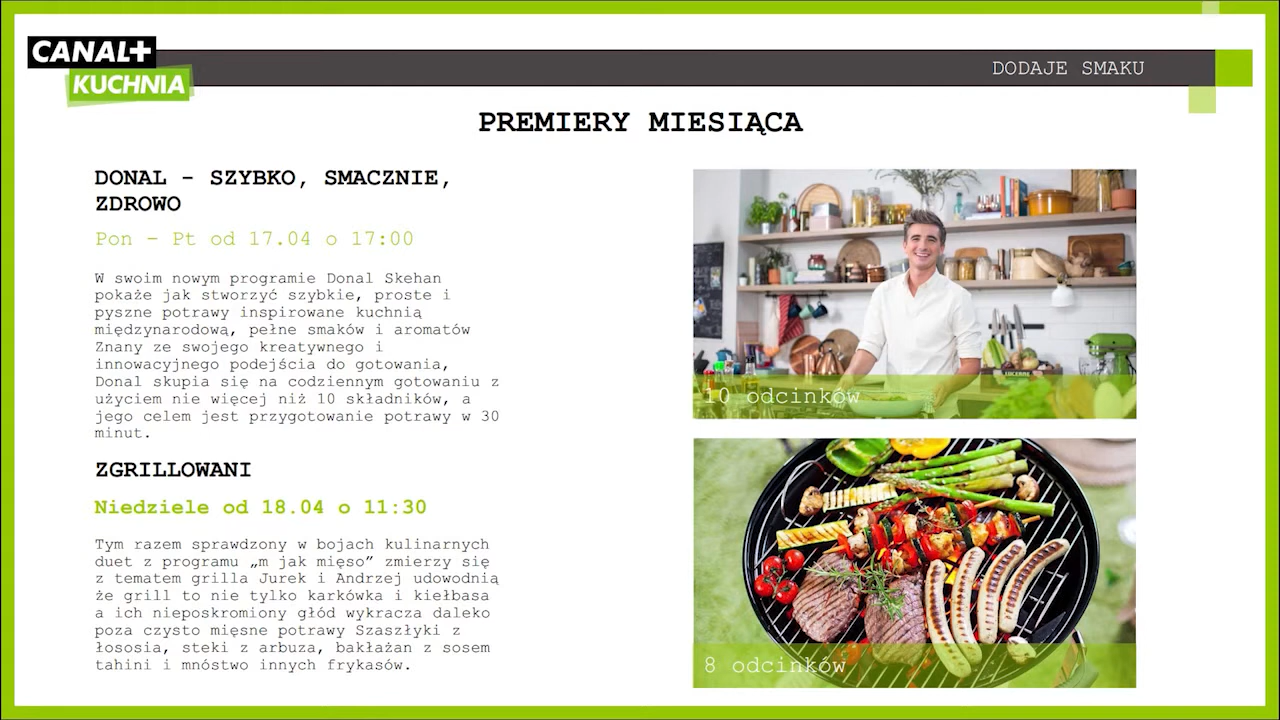 CANAL+
KUCHNIA
DODAJE SMAKU
PREMIERY MIESIĄCA
DONAL – SZYBKO, SMACZNIE,
ZDROWO
Pon – Pt od 17.04 o 17:00
W swoim nowym programie Donal Skehan
pokaże jak stworzyć szybkie, proste i
pyszne potrawy inspirowane kuchnią
międzynarodową, pełne smaków i aromatów
Znany ze swojego kreatywnego i
innowacyjnego podejścia do gotowania,
Donal skupia się na codziennym gotowaniu z
użyciem nie więcej niż 10 składników, a
jego celem jest przygotowanie potrawy w 30
minut.
10 odcinków
ZGRILLOWANI
Niedziele od 18.04 o 11:30
Tym razem sprawdzony w bojach kulinarnych
duet z programu „m jak mięso” zmierzy się
z tematem grilla Jurek i Andrzej udowodnią
że grill to nie tylko karkówka i kiełbasa
a ich nieposkromiony głód wykracza daleko
poza czysto mięsne potrawy Szaszłyki z
łososia, steki z arbuza, bakłażan z sosem
tahini i mnóstwo innych frykasów.
8 odcinków